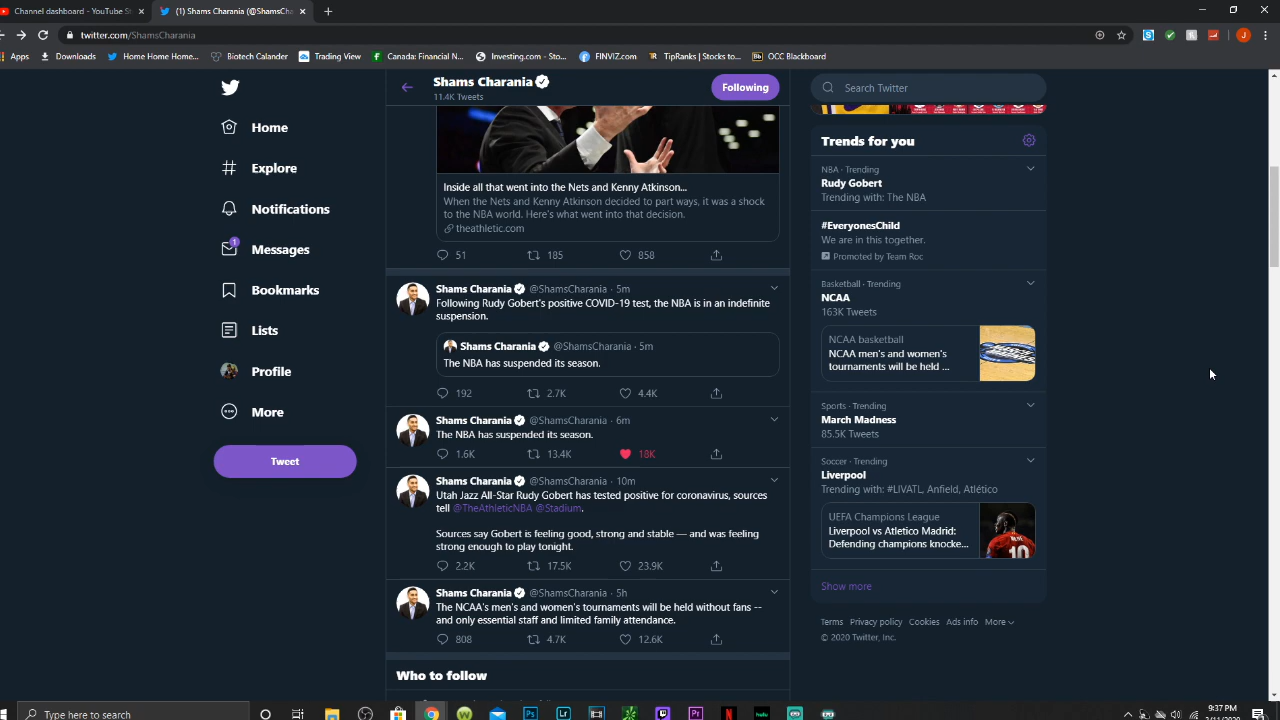 Channel dashboard - YouTube St
(1) Shams Charania (@ShamsCha
twitter.com/ShamsCharania
Apps
Downloads
Home Home Home...
Biotech Calander
Trading View
Canada: Financial N...
Investing.com - Stoc...
FINVIZ.com
TipRanks | Stocks to...
OCC Blackboard
Shams Charania
11.4K Tweets
Following
Search Twitter
Home
Explore
Notifications
1
Messages
Bookmarks
Lists
Profile
More
Tweet
Inside all that went into the Nets and Kenny Atkinson...
When the Nets and Kenny Atkinson decided to part ways, it was a shock
to the NBA world. Here's what went into that decision.
theathletic.com
51 185 858
Shams Charania @ShamsCharania · 5m
Following Rudy Gobert's positive COVID-19 test, the NBA is in an indefinite
suspension.
Shams Charania @ShamsCharania · 5m
The NBA has suspended its season.
192 2.7K 4.4K
Shams Charania @ShamsCharania · 6m
The NBA has suspended its season.
1.6K 13.4K 18K
Shams Charania @ShamsCharania · 10m
Utah Jazz All-Star Rudy Gobert has tested positive for coronavirus, sources
tell @TheAthleticNBA @Stadium.
Sources say Gobert is feeling good, strong and stable — and was feeling
strong enough to play tonight.
2.2K 17.5K 23.9K
Shams Charania @ShamsCharania · 5h
The NCAA's men's and women's tournaments will be held without fans --
and only essential staff and limited family attendance.
808 4.7K 12.6K
Who to follow
Trends for you
NBA · Trending
Rudy Gobert
Trending with: The NBA
#EveryonesChild
We are in this together.
Promoted by Team Roc
Basketball · Trending
NCAA
163K Tweets
NCAA basketball
NCAA men's and women's
tournaments will be held ...
Sports · Trending
March Madness
85.5K Tweets
Soccer · Trending
Liverpool
Trending with: #LIVATL, Anfield, Atlético
UEFA Champions League
Liverpool vs Atletico Madrid:
Defending champions knocke...
Show more
Terms Privacy policy Cookies Ads info More
© 2020 Twitter, Inc.
Type here to search
9:37 PM